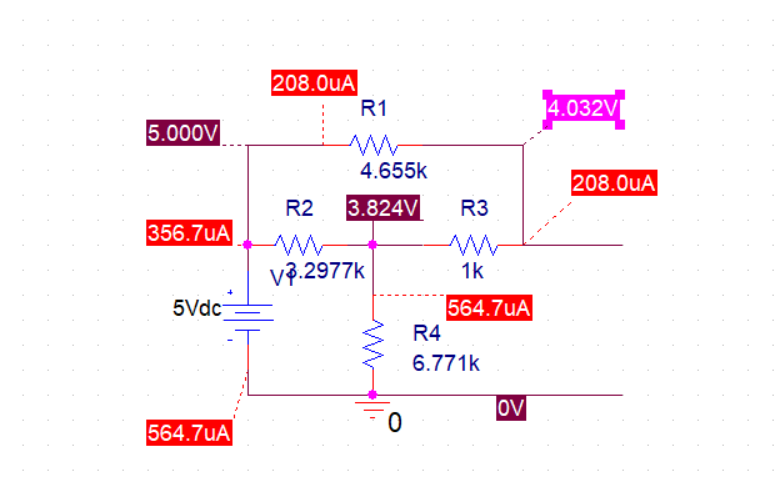 208.0uA
R1
4.032V
5.000V
4.655k
208.0uA
R2
3.824V
R3
356.7uA
V1
3.2977k
1k
+
5Vdc
564.7uA
R4
-
6.771k
0V
0
564.7uA